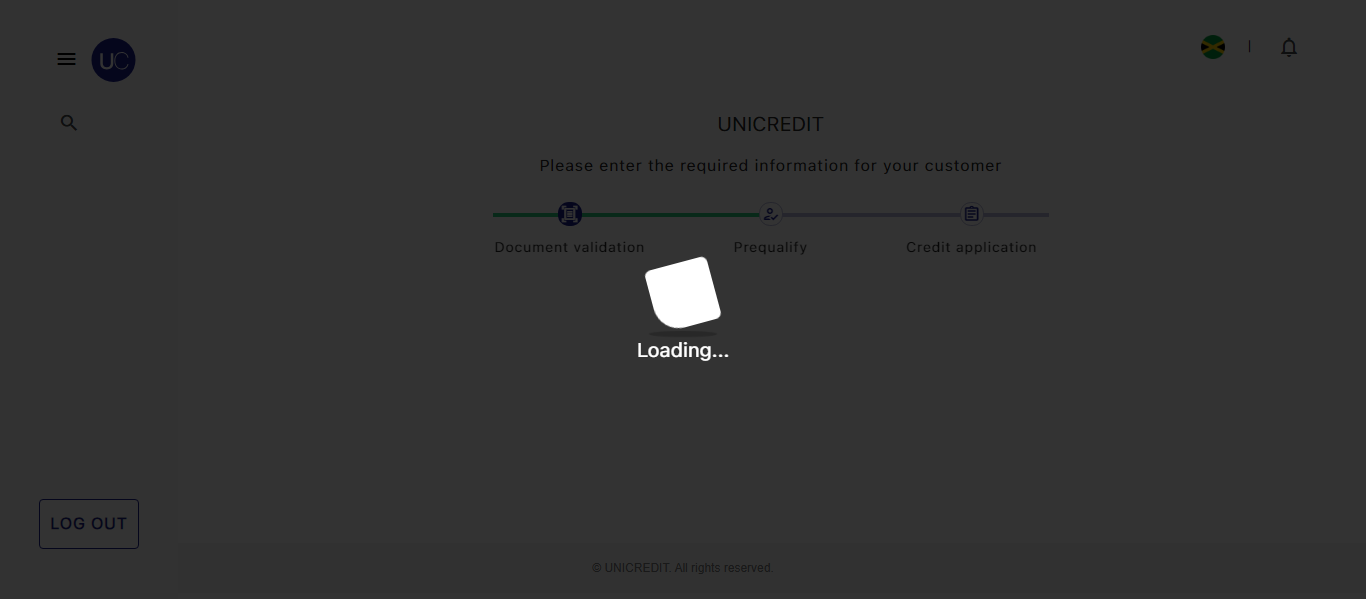 UC
UNICREDIT
Please enter the required information for your customer
Document validation
Prequalify
Credit application
Loading...
LOG OUT
© UNICREDIT. All rights reserved.